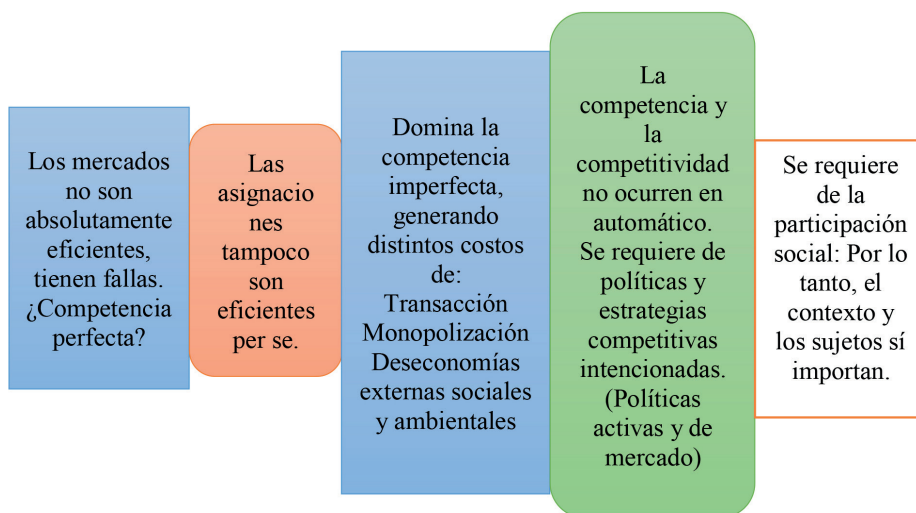 Los mercados
no son
absolutamente
eficientes,
tienen fallas.
¿Competencia
perfecta?
Las
asignacio
nes
tampoco
son
eficientes
per se.
Domina la
competencia
imperfecta,
generando
distintos costos
de:
Transacción
Monopolización
Deseconomías
externas sociales
y ambientales
La
competencia y
la
competitividad
no ocurren en
automático.
Se requiere de
políticas y
estrategias
competitivas
intencionadas.
(Políticas
activas y de
mercado)
Se requiere
de la
participación
social: Por lo
tanto, el
contexto y
los sujetos sí
importan.